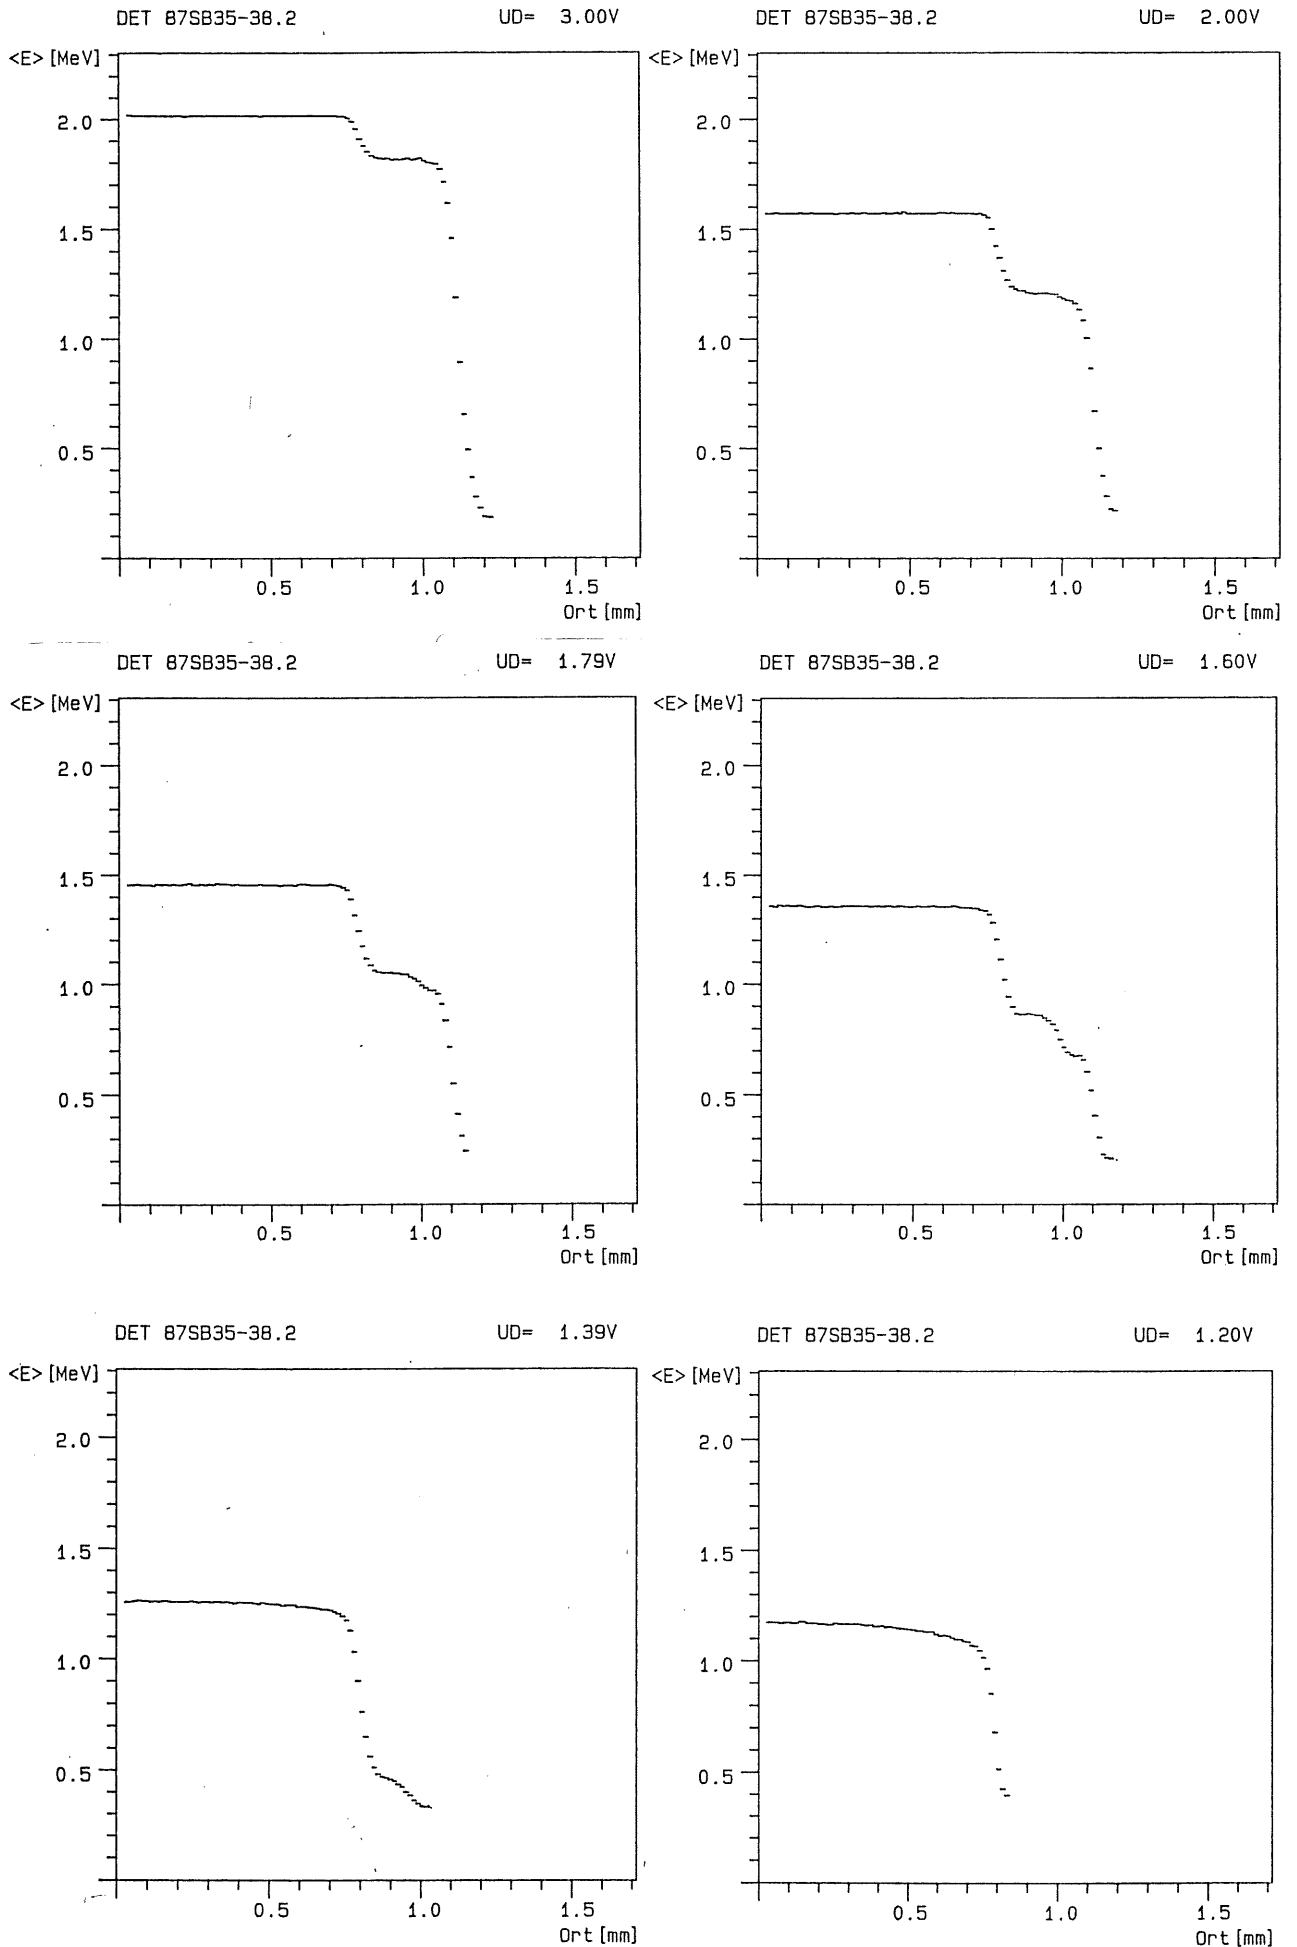 DET 87SB35-38.2 UD= 3.00V
<E> [MeV]
2.0
1.5
1.0
0.5
0.5 1.0 1.5
Ort [mm]
DET 87SB35-38.2 UD= 2.00V
<E> [MeV]
2.0
1.5
1.0
0.5
0.5 1.0 1.5
Ort [mm]
DET 87SB35-38.2 UD= 1.79V
<E> [MeV]
2.0
1.5
1.0
0.5
0.5 1.0 1.5
Ort [mm]
DET 87SB35-38.2 UD= 1.60V
<E> [MeV]
2.0
1.5
1.0
0.5
0.5 1.0 1.5
Ort [mm]
DET 87SB35-38.2 UD= 1.39V
<E> [MeV]
2.0
1.5
1.0
0.5
0.5 1.0 1.5
Ort [mm]
DET 87SB35-38.2 UD= 1.20V
<E> [MeV]
2.0
1.5
1.0
0.5
0.5 1.0 1.5
Ort [mm]